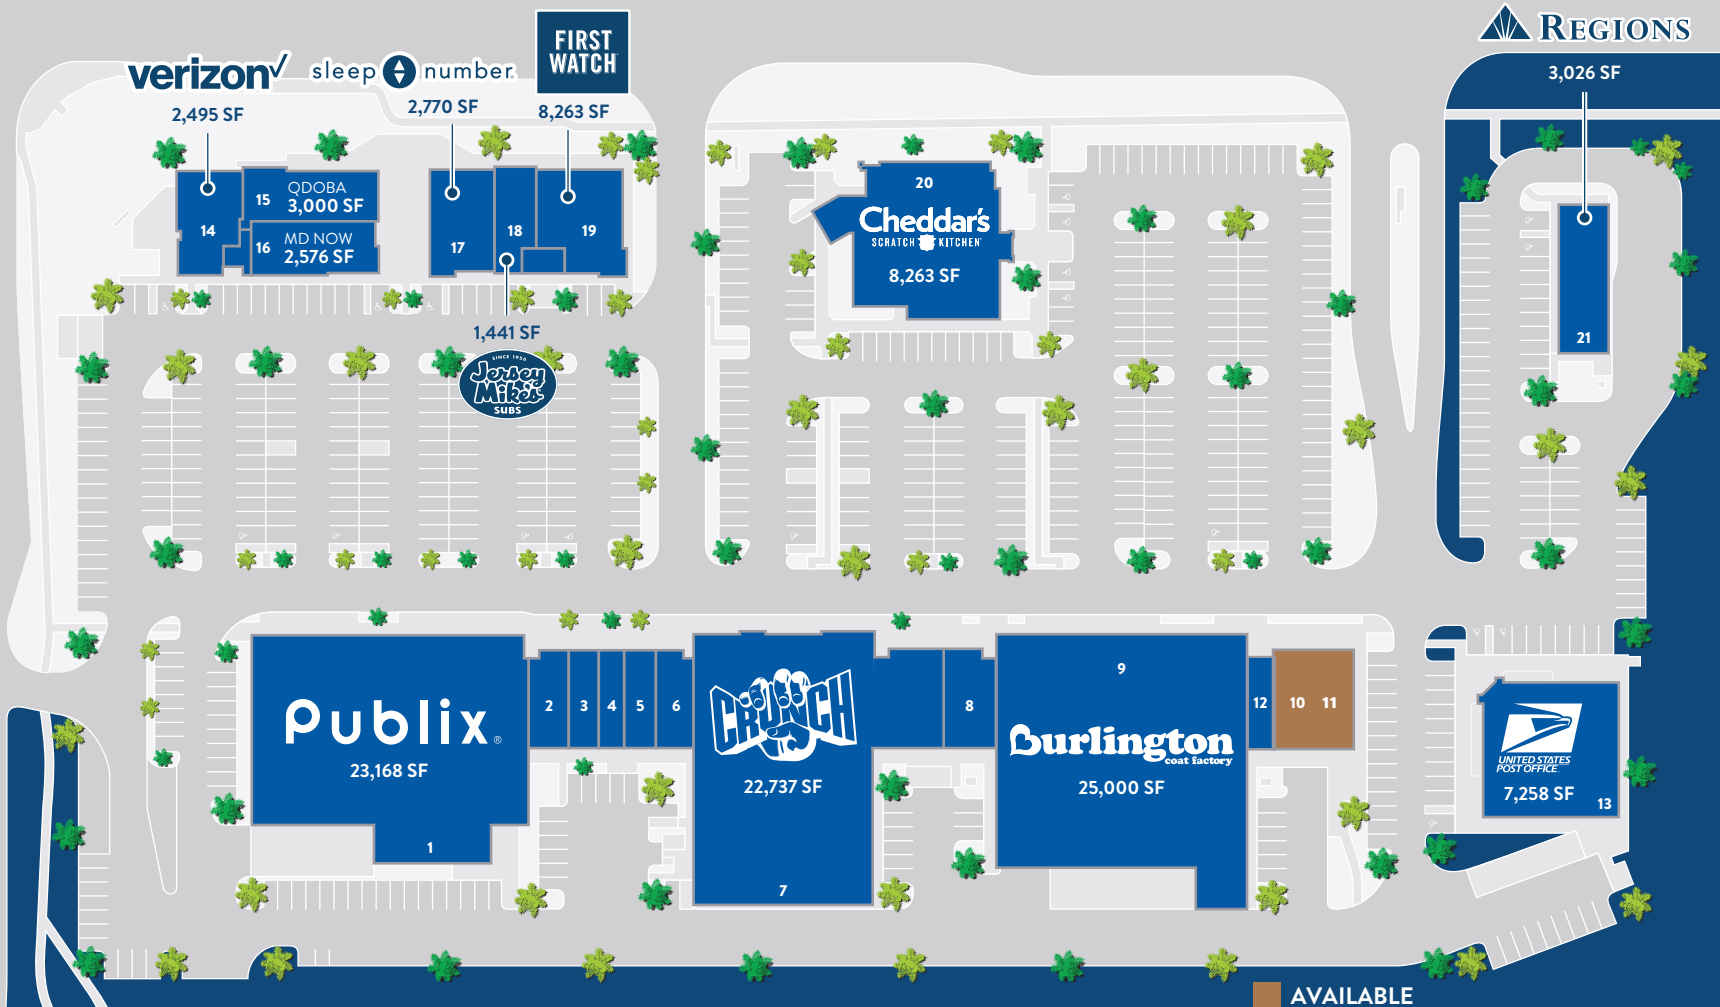 verizon
2,495 SF
sleep number.
2,770 SF
FIRST
WATCH
8,263 SF
REGIONS
3,026 SF
14
15
QDOBA
3,000 SF
16
MD NOW
2,576 SF
17
18
19
1,441 SF
SINCE 1956
Jersey
Mike's
SUBS
20
Cheddar's
SCRATCH KITCHEN
8,263 SF
21
Publix®
23,168 SF
1
2
3
4
5
6
CRUNCH
22,737 SF
7
8
9
Burlington
coat factory
25,000 SF
12
10
11
UNITED STATES
POST OFFICE
7,258 SF
13
AVAILABLE